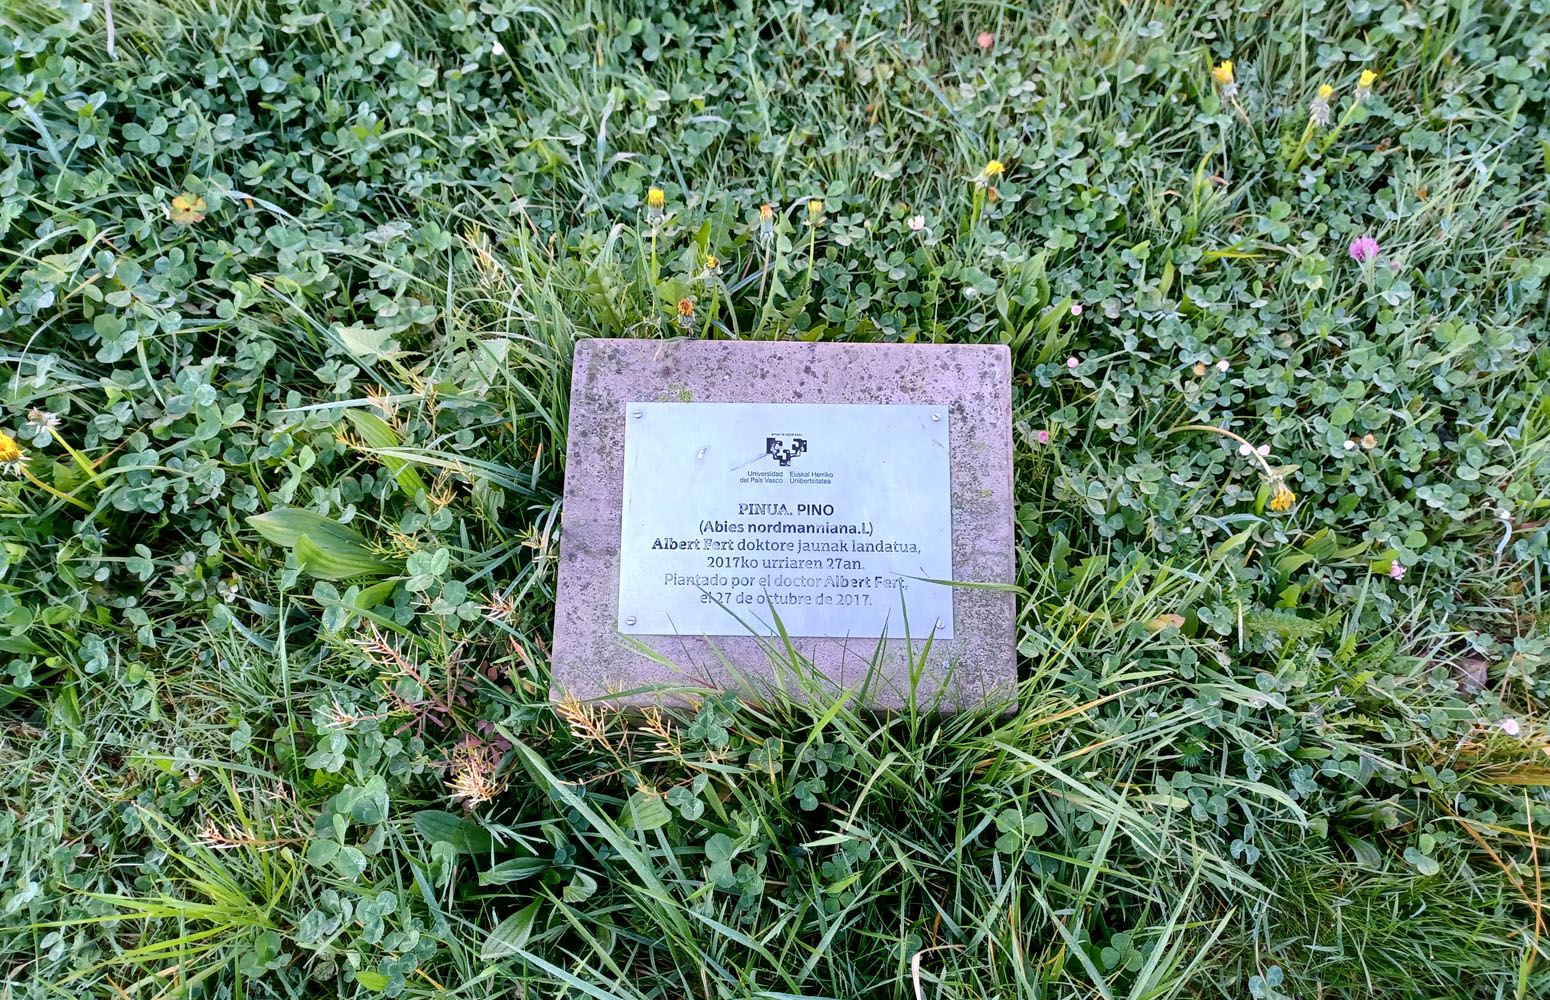 Universidad del País Vasco
Euskal Herriko Unibertsitatea
PINUA. PINO
(Abies nordmanniana.L)
Albert Fert doktore jaunak landatua,
2017ko urriaren 27an.
Plantado por el doctor Albert Fert,
el 27 de octubre de 2017.